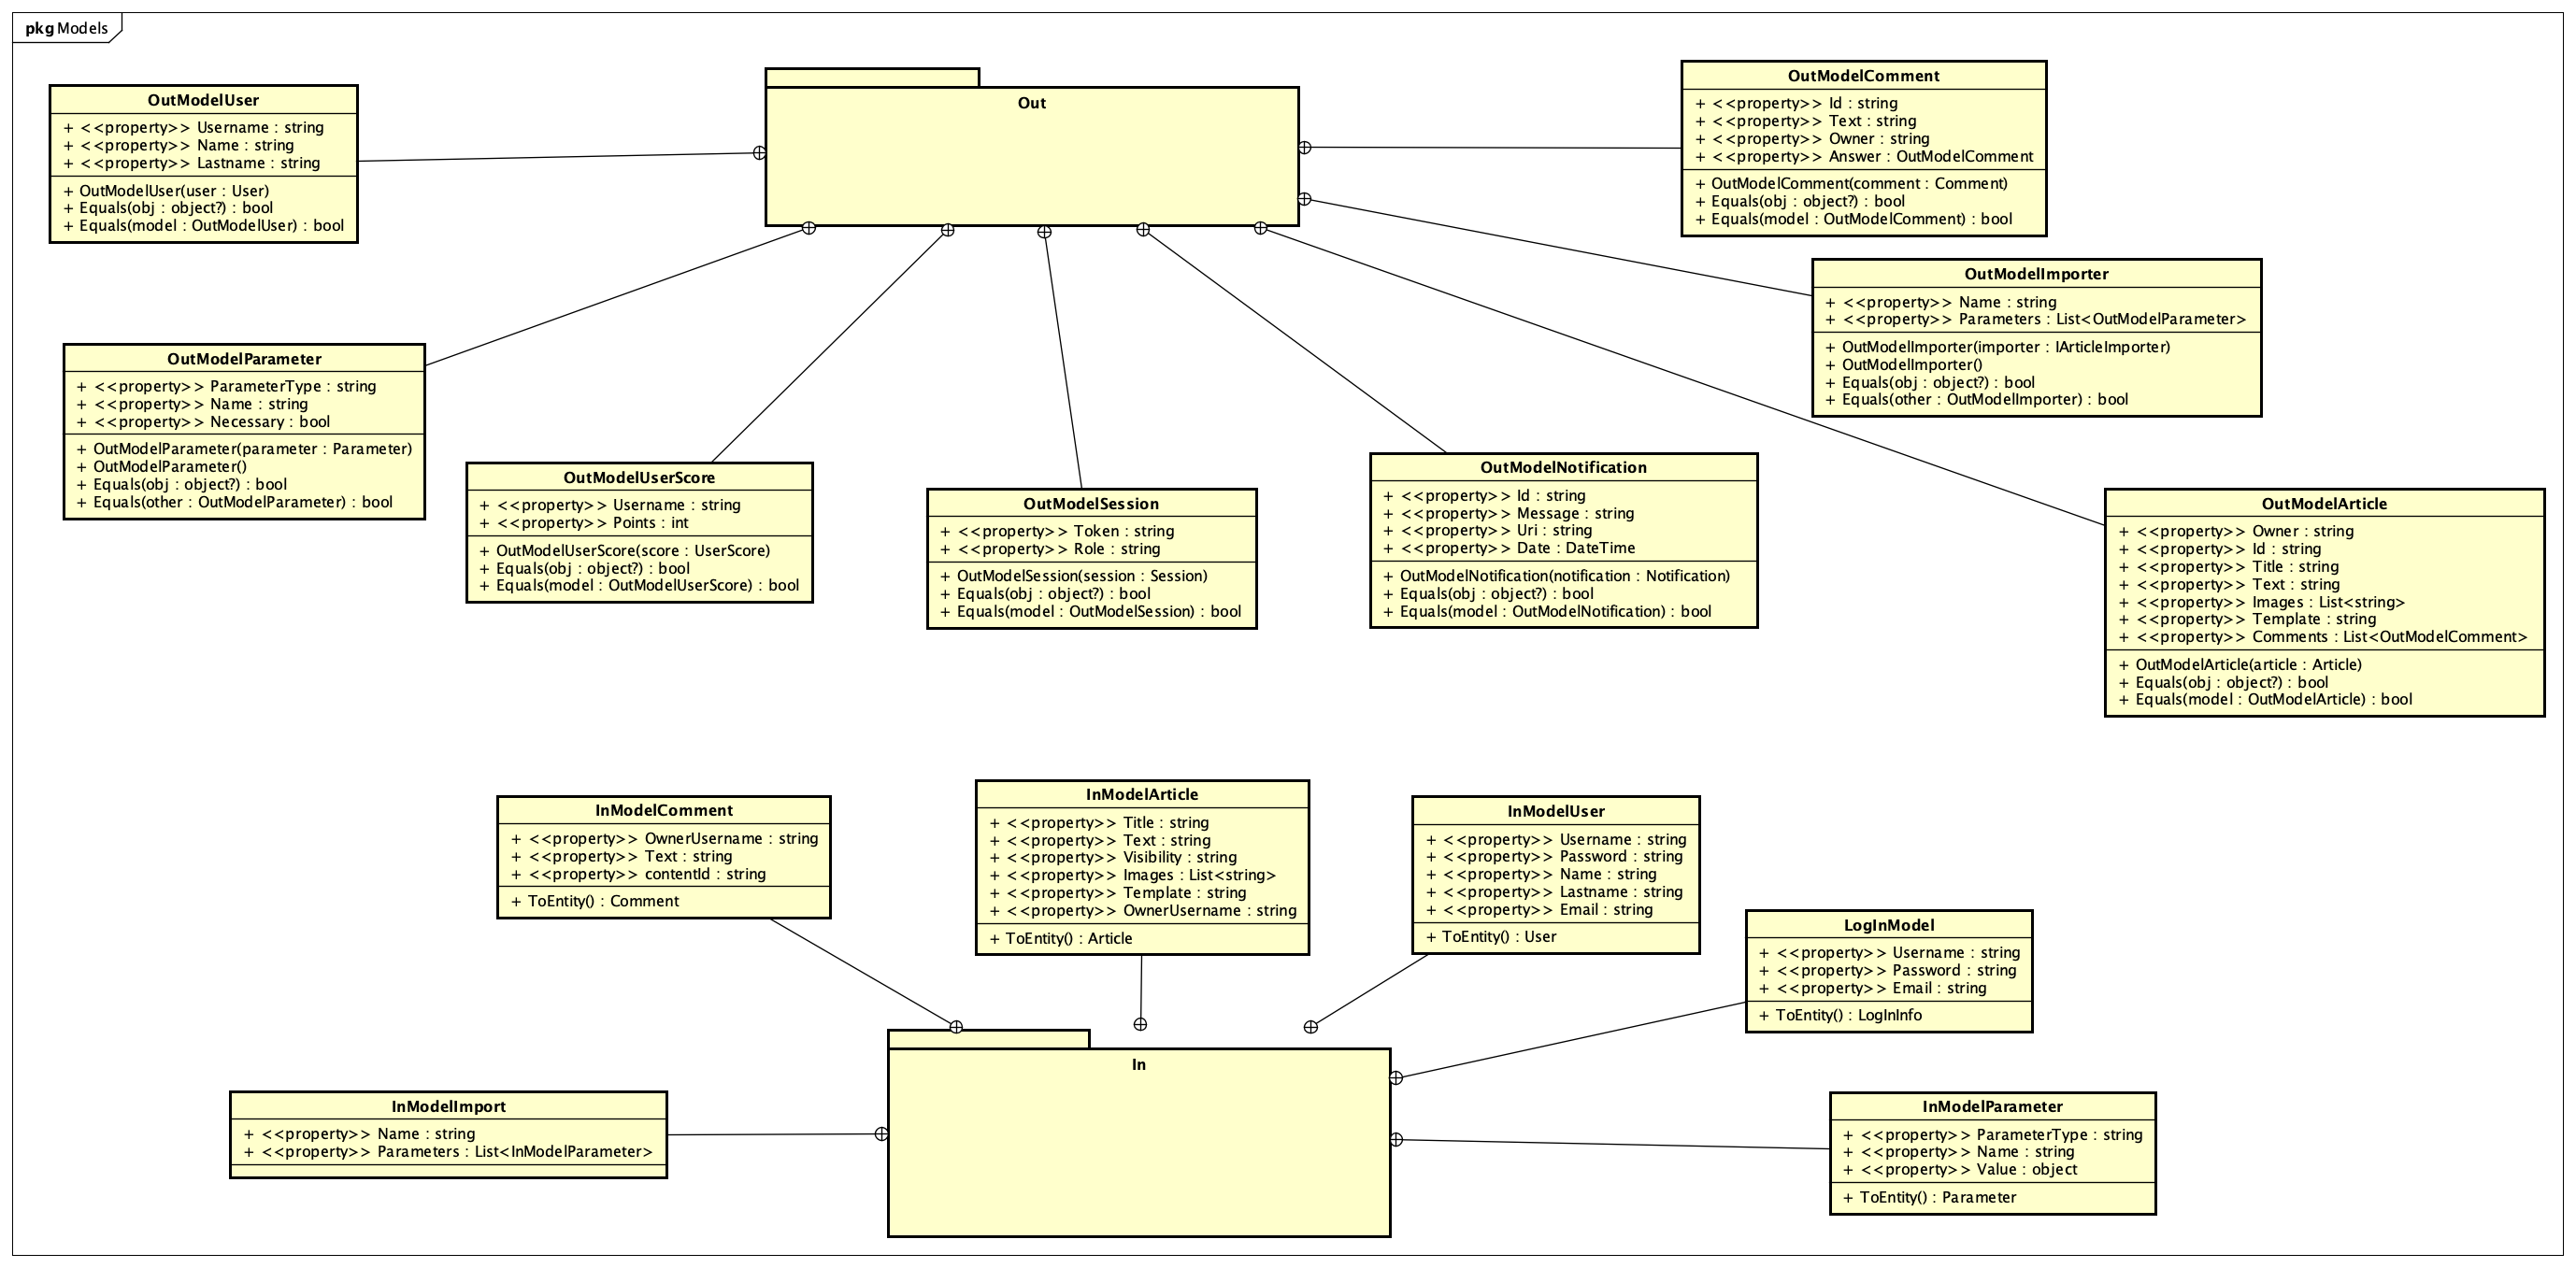 pkg Models
OutModelUser
+ <<property>> Username : string
+ <<property>> Name : string
+ <<property>> Lastname : string
+ OutModelUser(user : User)
+ Equals(obj : object?) : bool
+ Equals(model : OutModelUser) : bool
Out
OutModelComment
+ <<property>> Id : string
+ <<property>> Text : string
+ <<property>> Owner : string
+ <<property>> Answer : OutModelComment
+ OutModelComment(comment : Comment)
+ Equals(obj : object?) : bool
+ Equals(model : OutModelComment) : bool
OutModelImporter
+ <<property>> Name : string
+ <<property>> Parameters : List<OutModelParameter>
+ OutModelImporter(importer : IArticleImporter)
+ OutModelImporter()
+ Equals(obj : object?) : bool
+ Equals(other : OutModelImporter) : bool
OutModelParameter
+ <<property>> ParameterType : string
+ <<property>> Name : string
+ <<property>> Necessary : bool
+ OutModelParameter(parameter : Parameter)
+ OutModelParameter()
+ Equals(obj : object?) : bool
+ Equals(other : OutModelParameter) : bool
OutModelUserScore
+ <<property>> Username : string
+ <<property>> Points : int
+ OutModelUserScore(score : UserScore)
+ Equals(obj : object?) : bool
+ Equals(model : OutModelUserScore) : bool
OutModelSession
+ <<property>> Token : string
+ <<property>> Role : string
+ OutModelSession(session : Session)
+ Equals(obj : object?) : bool
+ Equals(model : OutModelSession) : bool
OutModelNotification
+ <<property>> Id : string
+ <<property>> Message : string
+ <<property>> Uri : string
+ <<property>> Date : DateTime
+ OutModelNotification(notification : Notification)
+ Equals(obj : object?) : bool
+ Equals(model : OutModelNotification) : bool
OutModelArticle
+ <<property>> Owner : string
+ <<property>> Id : string
+ <<property>> Title : string
+ <<property>> Text : string
+ <<property>> Images : List<string>
+ <<property>> Template : string
+ <<property>> Comments : List<OutModelComment>
+ OutModelArticle(article : Article)
+ Equals(obj : object?) : bool
+ Equals(model : OutModelArticle) : bool
InModelComment
+ <<property>> OwnerUsername : string
+ <<property>> Text : string
+ <<property>> contentId : string
+ ToEntity() : Comment
InModelArticle
+ <<property>> Title : string
+ <<property>> Text : string
+ <<property>> Visibility : string
+ <<property>> Images : List<string>
+ <<property>> Template : string
+ <<property>> OwnerUsername : string
+ ToEntity() : Article
InModelUser
+ <<property>> Username : string
+ <<property>> Password : string
+ <<property>> Name : string
+ <<property>> Lastname : string
+ <<property>> Email : string
+ ToEntity() : User
LogInModel
+ <<property>> Username : string
+ <<property>> Password : string
+ <<property>> Email : string
+ ToEntity() : LogInInfo
In
InModelImport
+ <<property>> Name : string
+ <<property>> Parameters : List<InModelParameter>
InModelParameter
+ <<property>> ParameterType : string
+ <<property>> Name : string
+ <<property>> Value : object
+ ToEntity() : Parameter